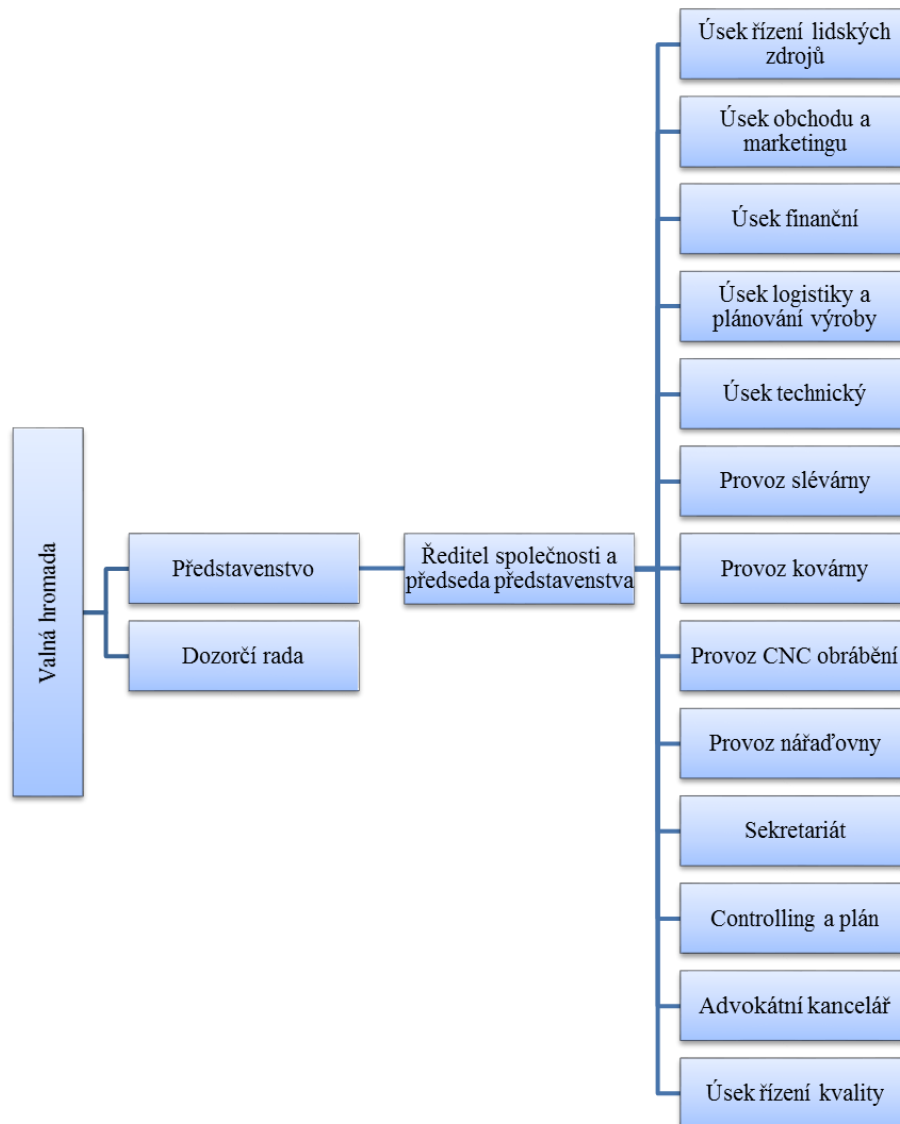 Valná hromada
Představenstvo
Dozorčí rada
Ředitel společnosti a
předseda představenstva
Úsek řízení lidských
zdrojů
Úsek obchodu a
marketingu
Úsek finanční
Úsek logistiky a
plánování výroby
Úsek technický
Provoz slévárny
Provoz kovárny
Provoz CNC obrábění
Provoz nářaďovny
Sekretariát
Controlling a plán
Advokátní kancelář
Úsek řízení kvality